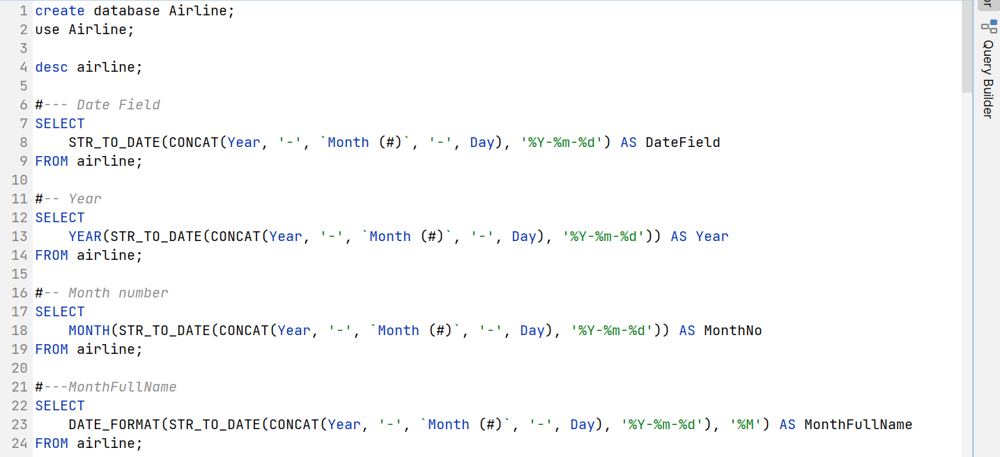 1 create database Airline;
2 use Airline;
3
4 desc airline;
5
6 #--- Date Field
7 SELECT
8     STR_TO_DATE(CONCAT(Year, '-', `Month (#)`, '-', Day), '%Y-%m-%d') AS DateField
9 FROM airline;
10
11 #-- Year
12 SELECT
13     YEAR(STR_TO_DATE(CONCAT(Year, '-', `Month (#)`, '-', Day), '%Y-%m-%d')) AS Year
14 FROM airline;
15
16 #-- Month number
17 SELECT
18     MONTH(STR_TO_DATE(CONCAT(Year, '-', `Month (#)`, '-', Day), '%Y-%m-%d')) AS MonthNo
19 FROM airline;
20
21 #---MonthFullName
22 SELECT
23     DATE_FORMAT(STR_TO_DATE(CONCAT(Year, '-', `Month (#)`, '-', Day), '%Y-%m-%d'), '%M') AS MonthFullName
24 FROM airline;
Query Builder